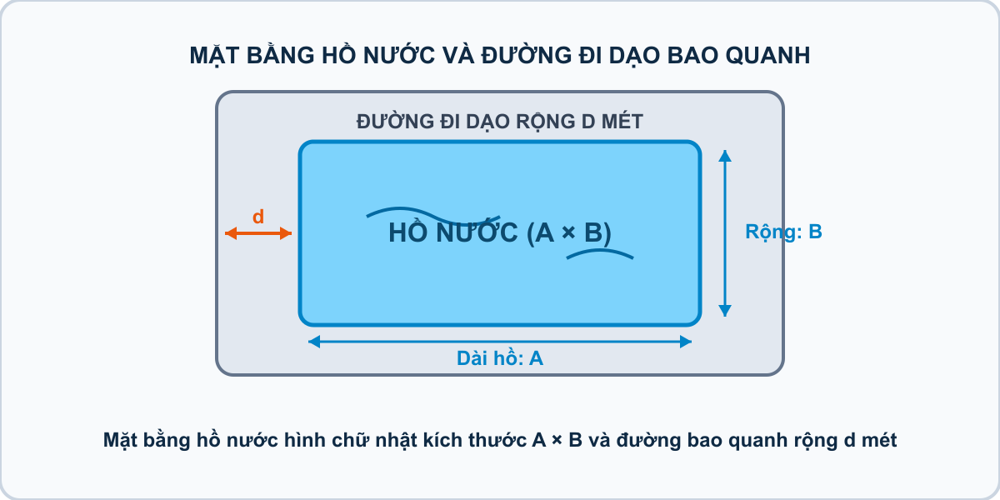 MẶT BẰNG HỒ NƯỚC VÀ ĐƯỜNG ĐI DẠO BAO QUANH
ĐƯỜNG ĐI DẠO RỘNG D MÉT
d
HỒ NƯỚC (A × B)
Rộng: B
Dài hồ: A
Mặt bằng hồ nước hình chữ nhật kích thước A × B và đường bao quanh rộng d mét